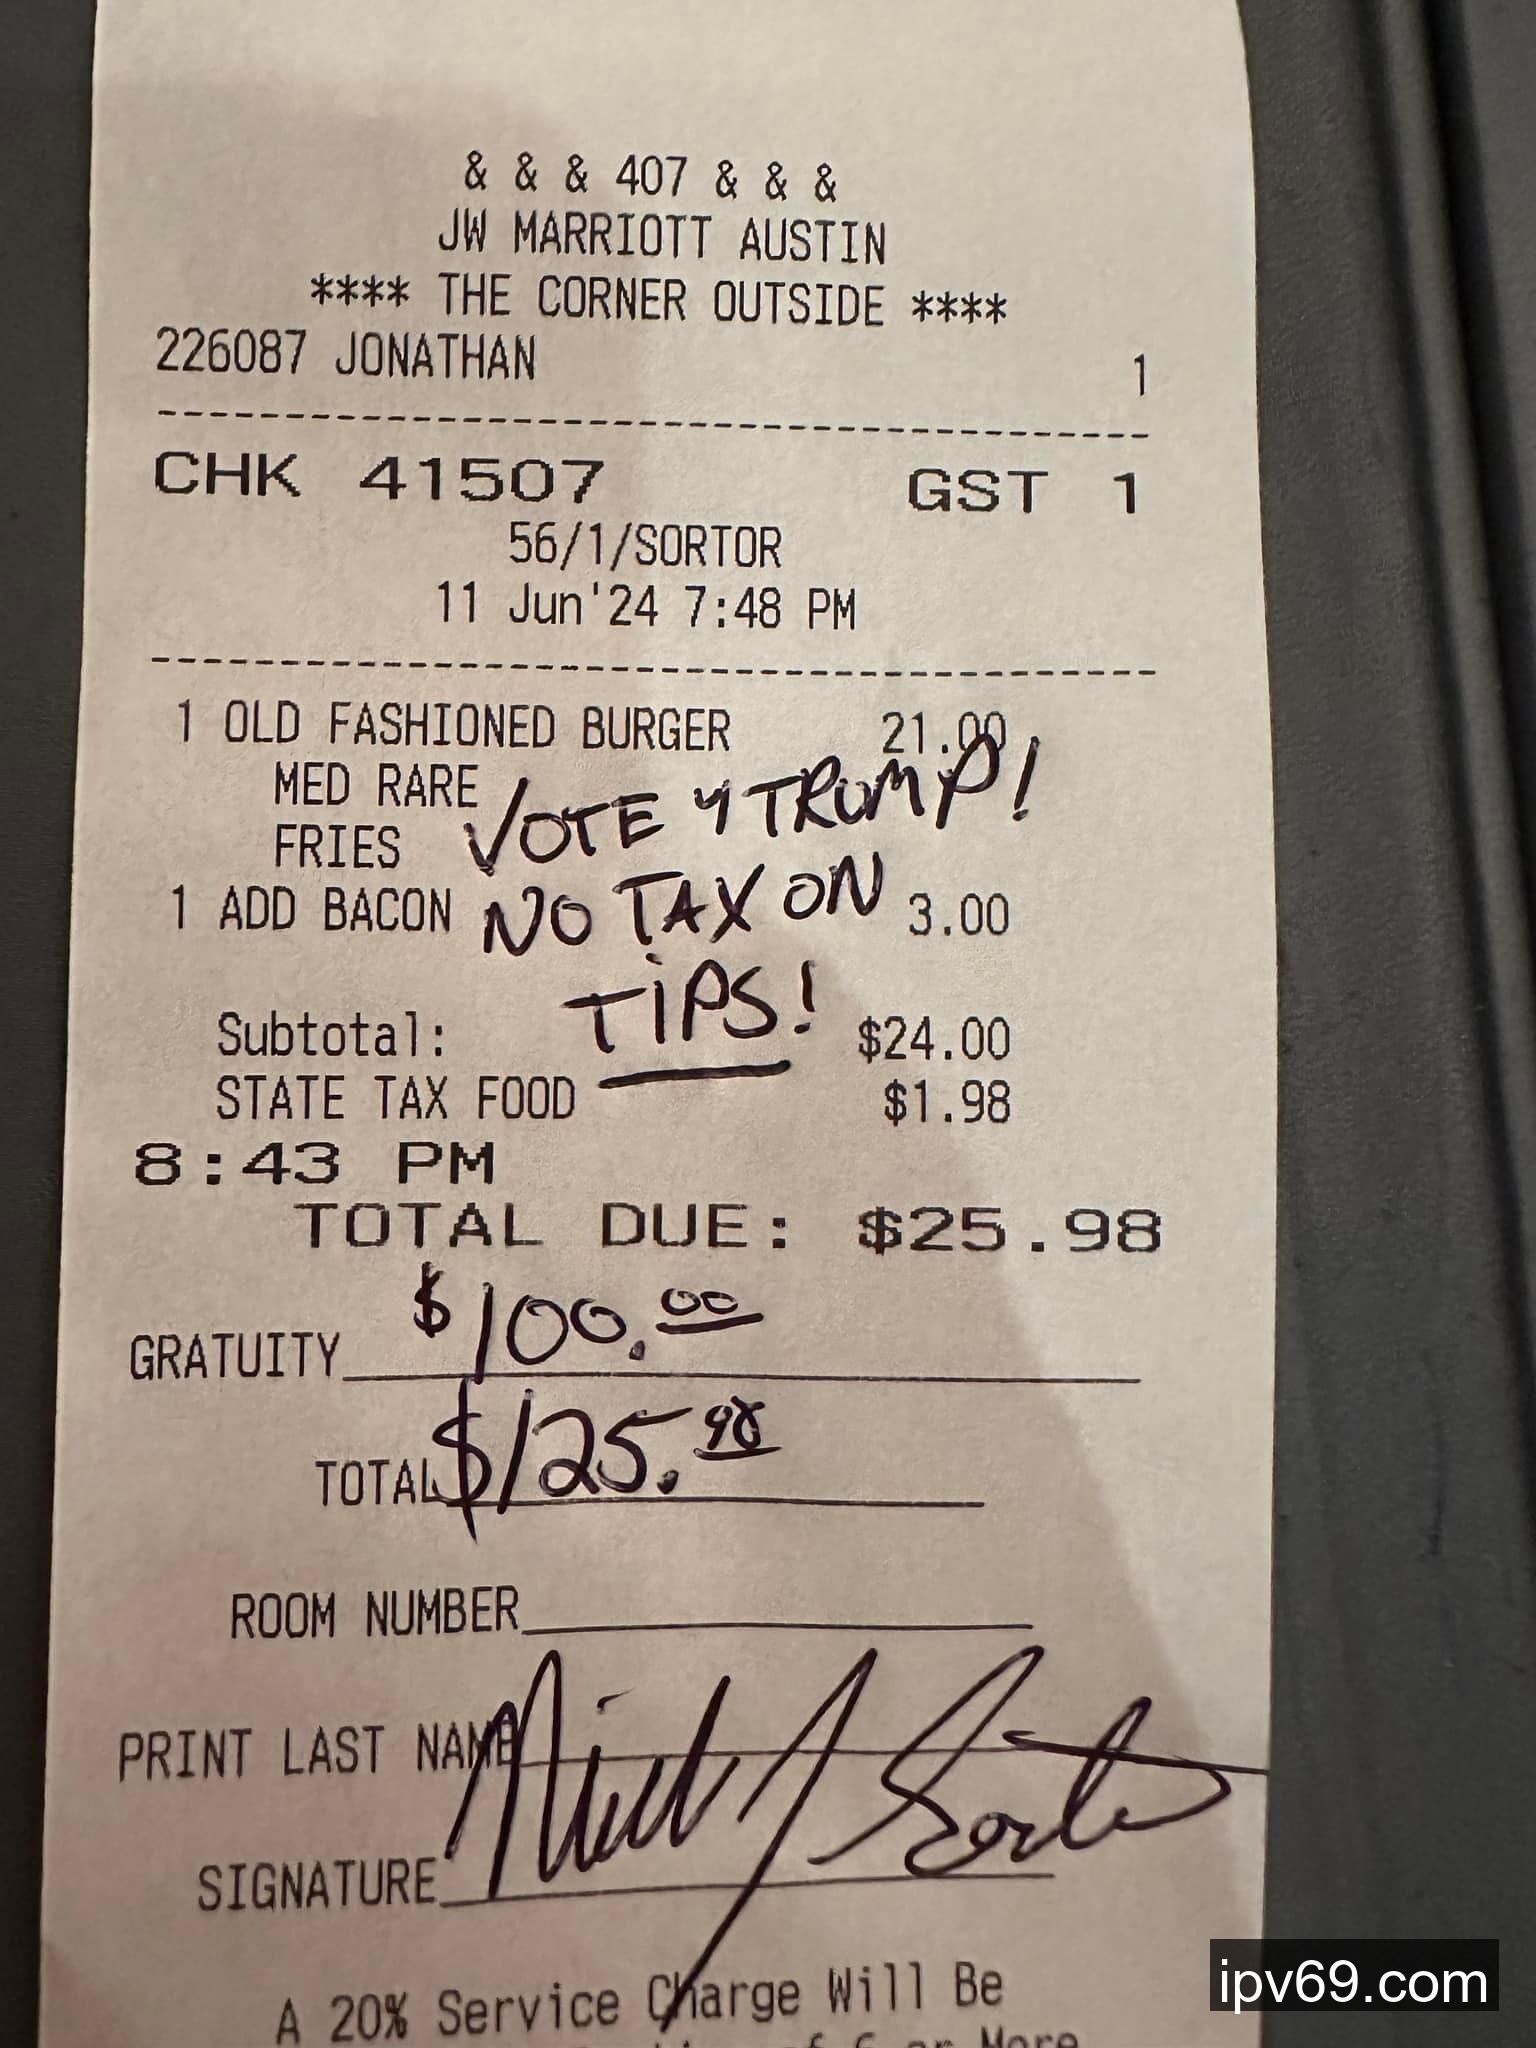 & & & 407 & & &
JW MARRIOTT AUSTIN
**** THE CORNER OUTSIDE ****
226087 JONATHAN 1
CHK 41507 GST 1
56/1/SORTOR
11 Jun'24 7:48 PM
1 OLD FASHIONED BURGER 21.00
MED RARE
VOTE 4 TRUMP!
FRIES
1 ADD BACON 3.00
NO TAX ON
TIPS!
Subtotal: $24.00
STATE TAX FOOD $1.98
8:43 PM
TOTAL DUE: $25.98
GRATUITY $100.00
TOTAL $125.98
ROOM NUMBER
PRINT LAST NAME
SIGNATURE
A 20% Service Charge Will Be
6 or More
ipv69.com